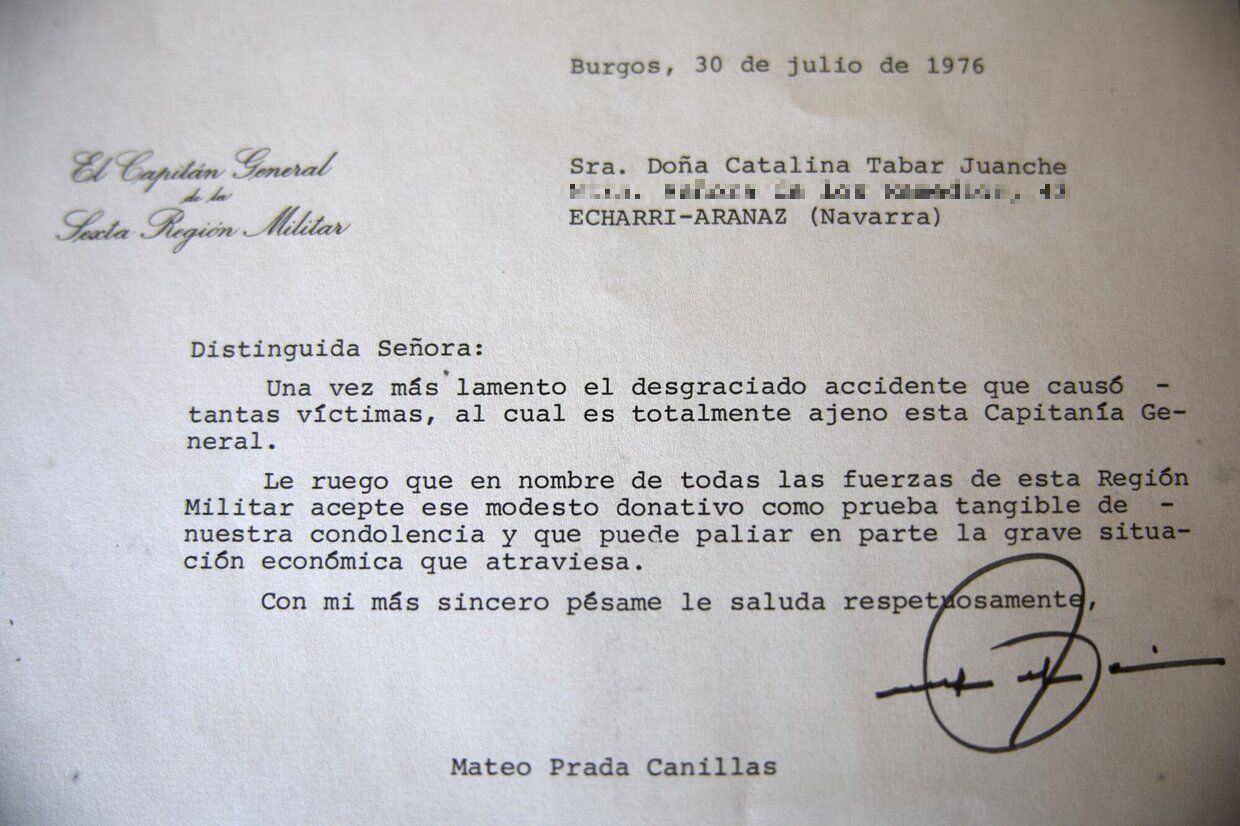 Burgos, 30 de julio de 1976
El Capitán General
de la
Sexta Región Militar
Sra. Doña Catalina Tabar Juanche
ECHARRI-ARANAZ (Navarra)
Distinguida Señora:
Una vez más lamento el desgraciado accidente que causó -
tantas víctimas, al cual es totalmente ajeno esta Capitanía Ge-
neral.
Le ruego que en nombre de todas las fuerzas de esta Región
Militar acepte ese modesto donativo como prueba tangible de -
nuestra condolencia y que puede paliar en parte la grave situa-
ción económica que atraviesa.
Con mi más sincero pésame le saluda respetuosamente,
Mateo Prada Canillas